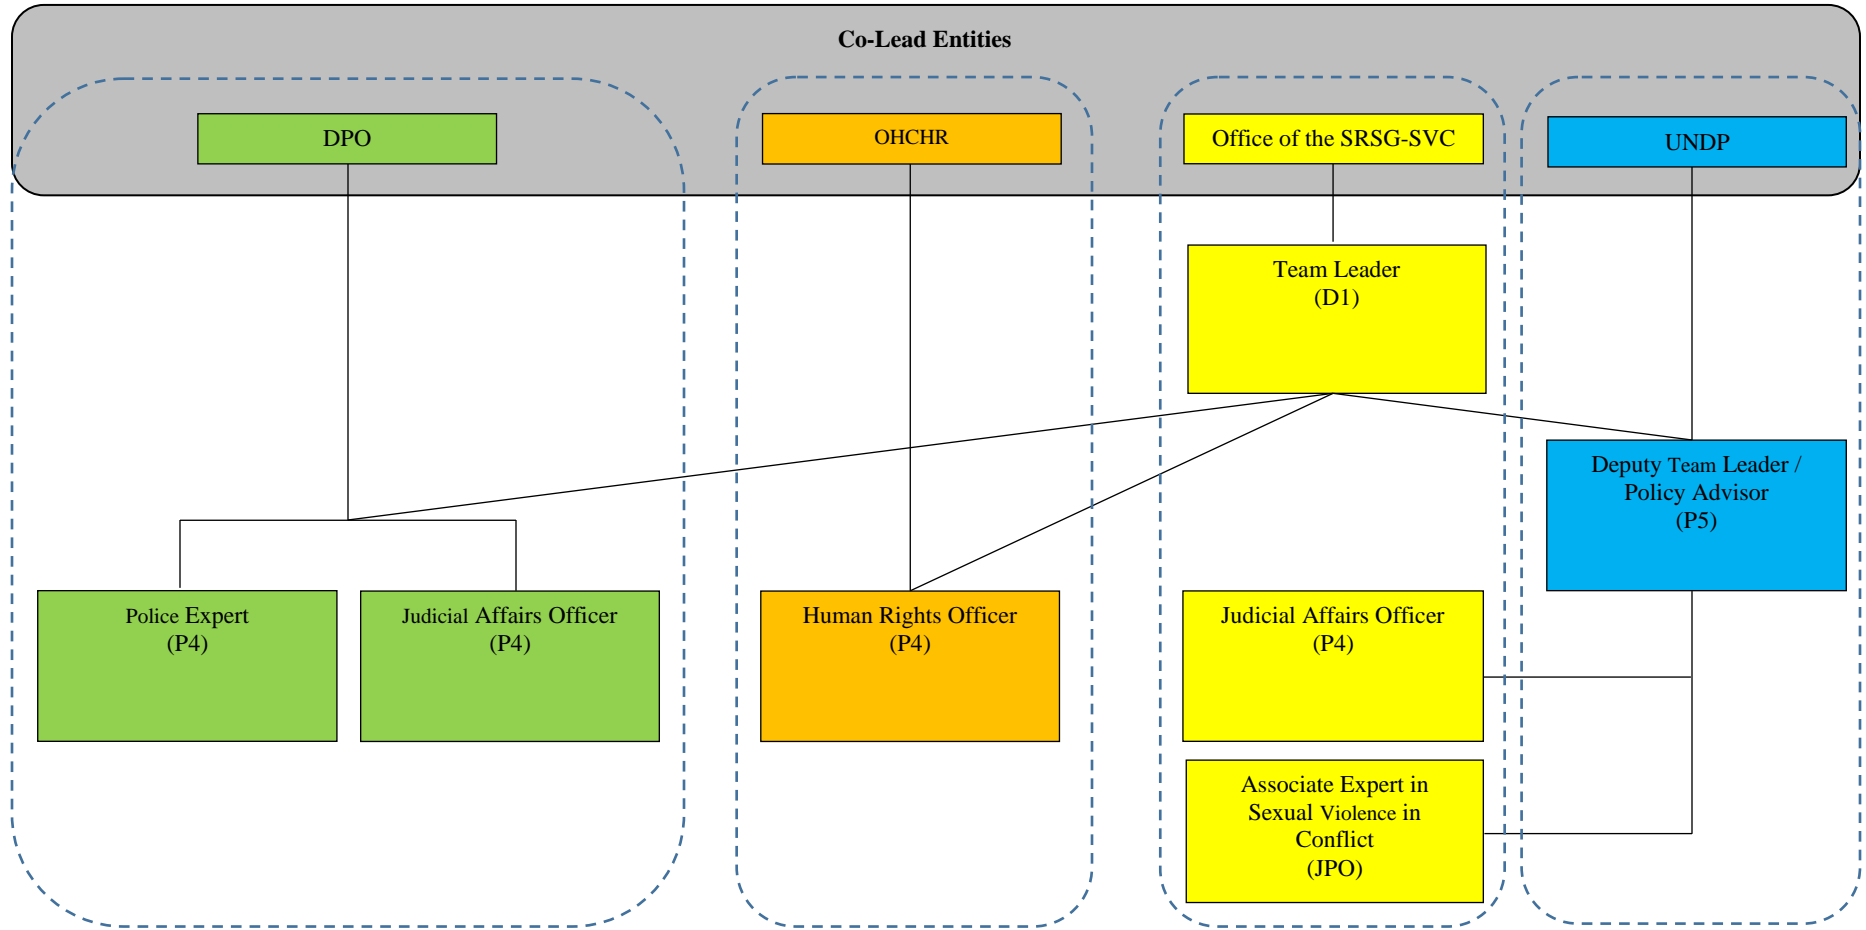 Co-Lead Entities
DPO
OHCHR
Office of the SRSG-SVC
UNDP
Team Leader
(D1)
Deputy Team Leader /
Policy Advisor
(P5)
Police Expert
(P4)
Judicial Affairs Officer
(P4)
Human Rights Officer
(P4)
Judicial Affairs Officer
(P4)
Associate Expert in
Sexual Violence in
Conflict
(JPO)